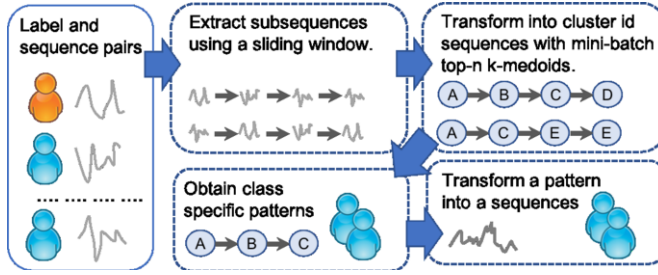 Label and
sequence pairs
Extract subsequences
using a sliding window.
Transform into cluster id
sequences with mini-batch
top-n k-medoids.
A B C D
A C E E
Obtain class
specific patterns
A B C
Transform a pattern
into a sequences